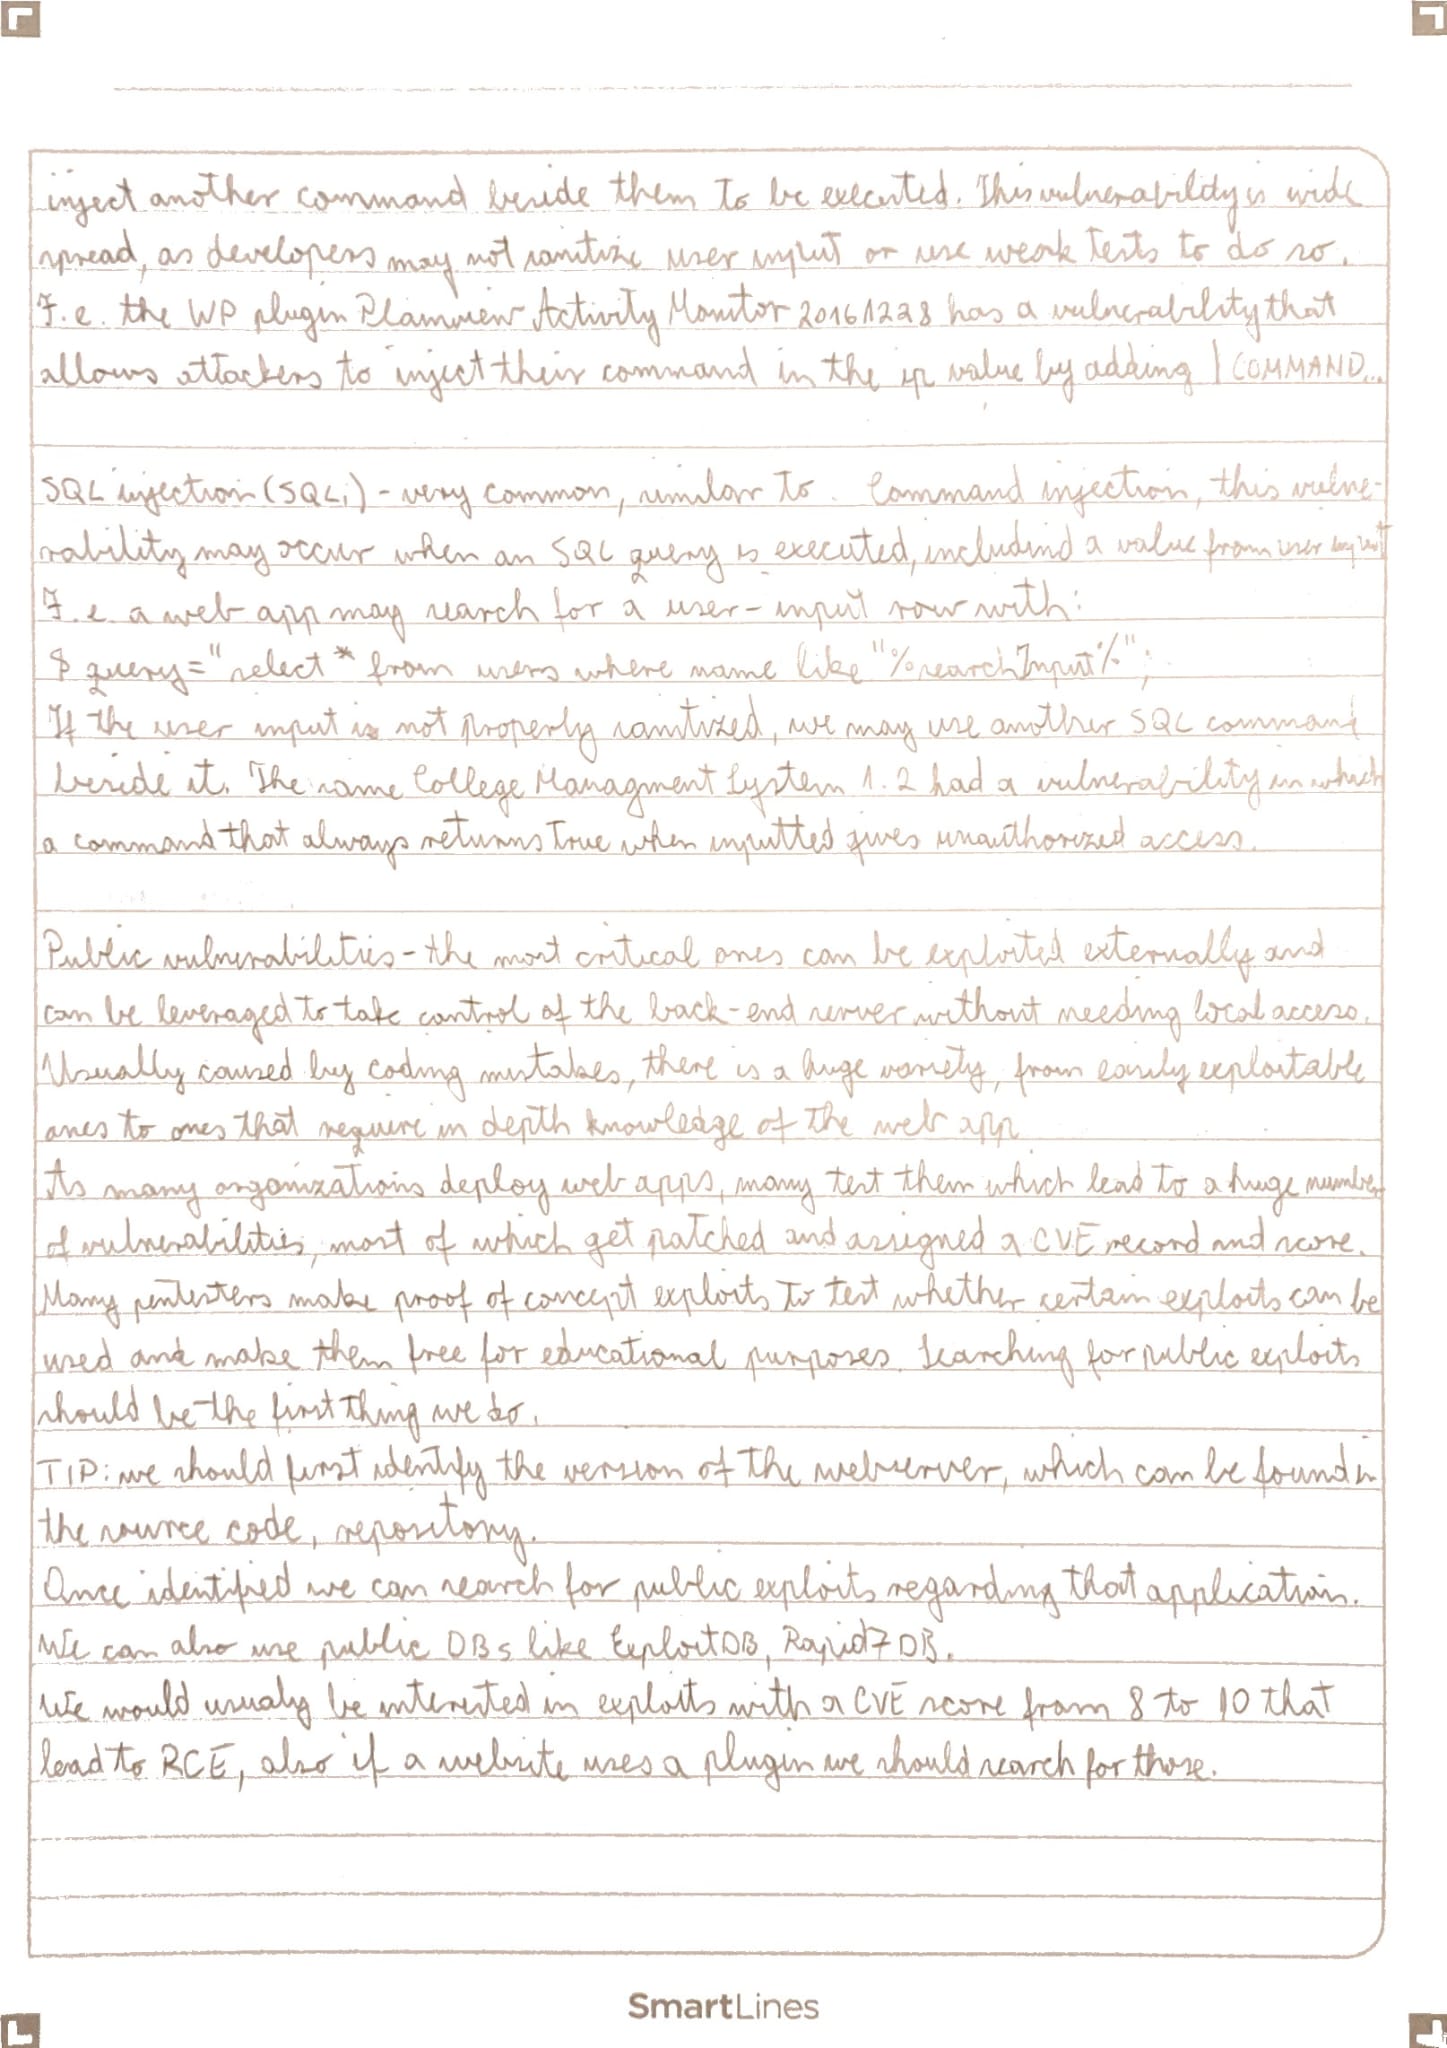 inject another command beside them to be executed. This vulnerability is wide
spread, as developers may not sanitize user input or use weak tests to do so.
F.e. the WP plugin Plainview Activity Monitor 20161228 has a vulnerability that
allows attackers to inject their command in the ip value by adding | COMMAND...
SQL injection (SQLi) - very common, similar to. Command injection, this vulne-
rability may occur when an SQL query is executed, includind a value from user input
F.e. a web app may search for a user-input row with:
$ query="select * from users where name like "%searchInput%";
If the user input is not properly sanitized, we may use another SQL command
beside it. The same College Managment System 1.2 had a vulnerability in which
a command that always returns True when inputted gives unauthorized access.
Public vulnerabilities - the most critical ones can be exploited externally and
can be leveraged to take control of the back-end server without needing local access.
Usually caused by coding mistakes, there is a huge variety, from easily exploitable
ones to ones that require in depth knowledge of the web app
As many organizations deploy web apps, many test them which lead to a huge number
of vulnerabilities, most of which get patched and assigned a CVE record and score.
Many pentesters make proof of concept exploits to test whether certain exploits can be
used and make them free for educational purposes. Searching for public exploits
should be the first thing we do.
TIP: we should first identify the version of the webserver, which can be found in
the source code, repository.
Once identified we can search for public exploits regarding that application.
We can also use public DBs like ExploitDB, Rapid7 DB.
We would usualy be interested in exploits with a CVE score from 8 to 10 that
lead to RCE, also if a website uses a plugin we should search for those.
SmartLines